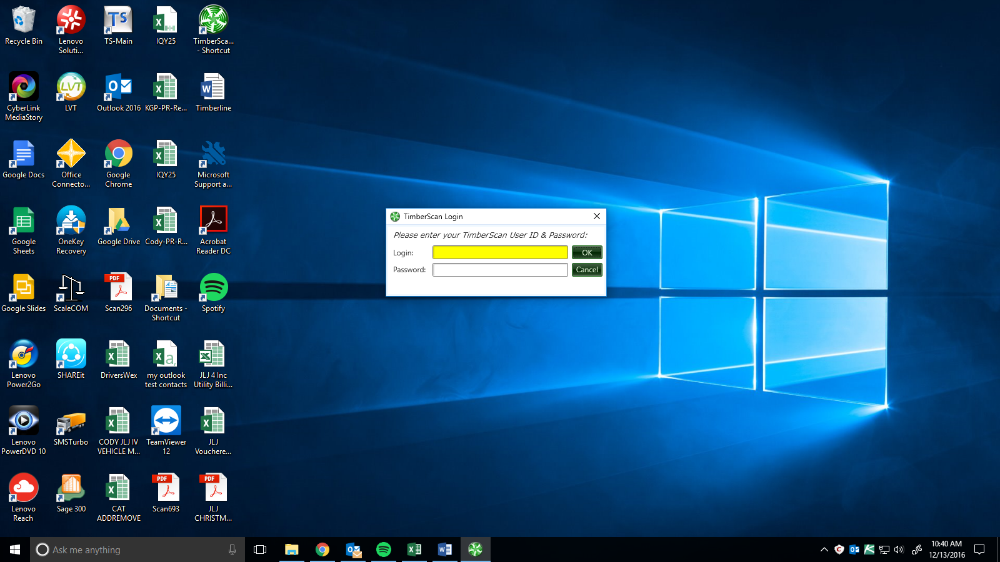 Recycle Bin
Lenovo
Soluti...
TS
TS-Main
IQY25
TimberSca...
- Shortcut
CyberLink
MediaStory
LVT
LVT
Outlook 2016
KGP-PR-Re...
Timberline
Google Docs
Office
Connecto...
Google
Chrome
IQY25
Microsoft
Support a...
Google
Sheets
OneKey
Recovery
Google Drive
Cody-PR-R...
Acrobat
Reader DC
Google Slides
ScaleCOM
PDF
Scan296
Documents -
Shortcut
Spotify
Lenovo
Power2Go
SHAREit
DriversWex
a,
my outlook
test contacts
JLJ 4 Inc
Utility Billi...
Lenovo
PowerDVD 10
SMSTurbo
CODY JLJ IV
VEHICLE M...
TeamViewer
12
JLJ
Vouchere...
Lenovo
Reach
Sage 300
CAT
ADDREMOVE
PDF
Scan693
PDF
JLJ
CHRISTM...
TimberScan Login
Please enter your TimberScan User ID & Password:
Login:
OK
Password:
Cancel
Ask me anything
10:40 AM
12/13/2016